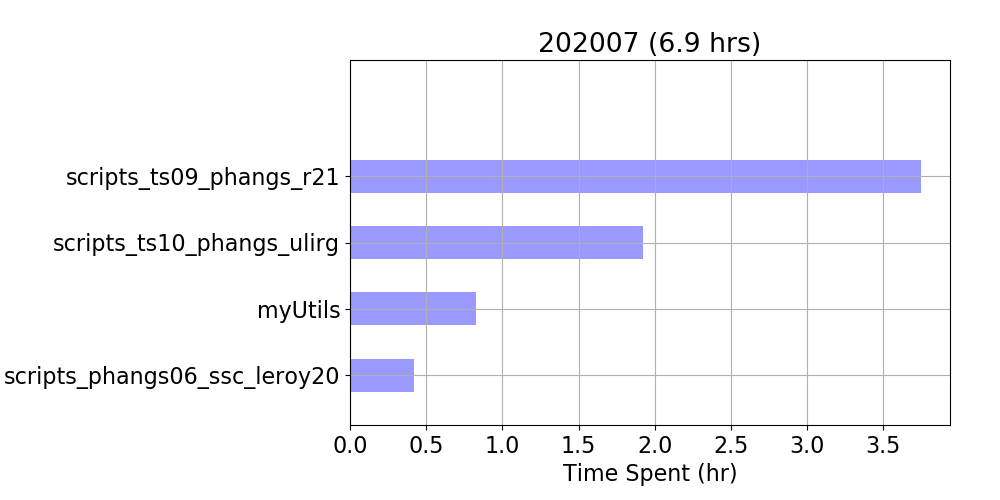 202007 (6.9 hrs)
scripts_ts09_phangs_r21
scripts_ts10_phangs_ulirg
myUtils
scripts_phangs06_ssc_leroy20
0.0 0.5 1.0 1.5 2.0 2.5 3.0 3.5
Time Spent (hr)